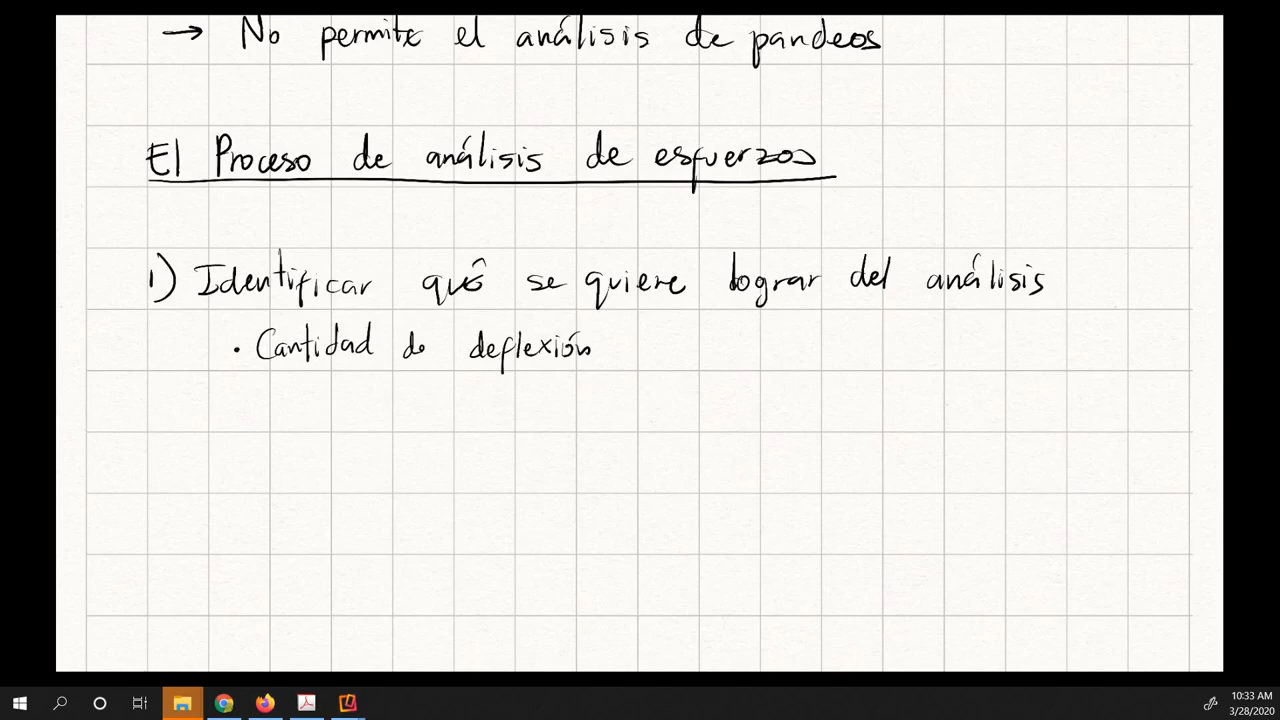 → No permite el análisis de pandeos
El Proceso de análisis de esfuerzos
1) Identificar qué se quiere lograr del análisis
· Cantidad de deflexión
10:33 AM
3/28/2020